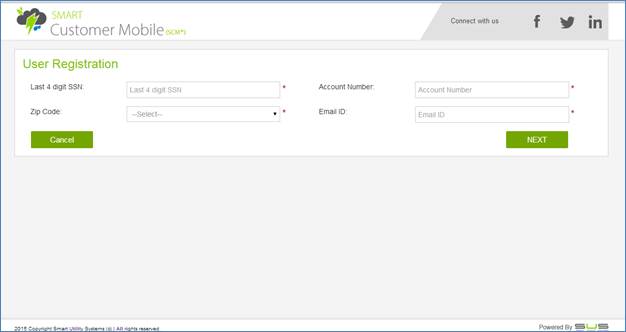 SMART
Customer Mobile (SCM®)
Connect with us
User Registration
Last 4 digit SSN: Last 4 digit SSN * Account Number: Account Number *
Zip Code: --Select-- * Email ID: Email ID *
Cancel NEXT
2015 Copyright Smart Utility Systems (c) | All rights reserved Powered By SUS